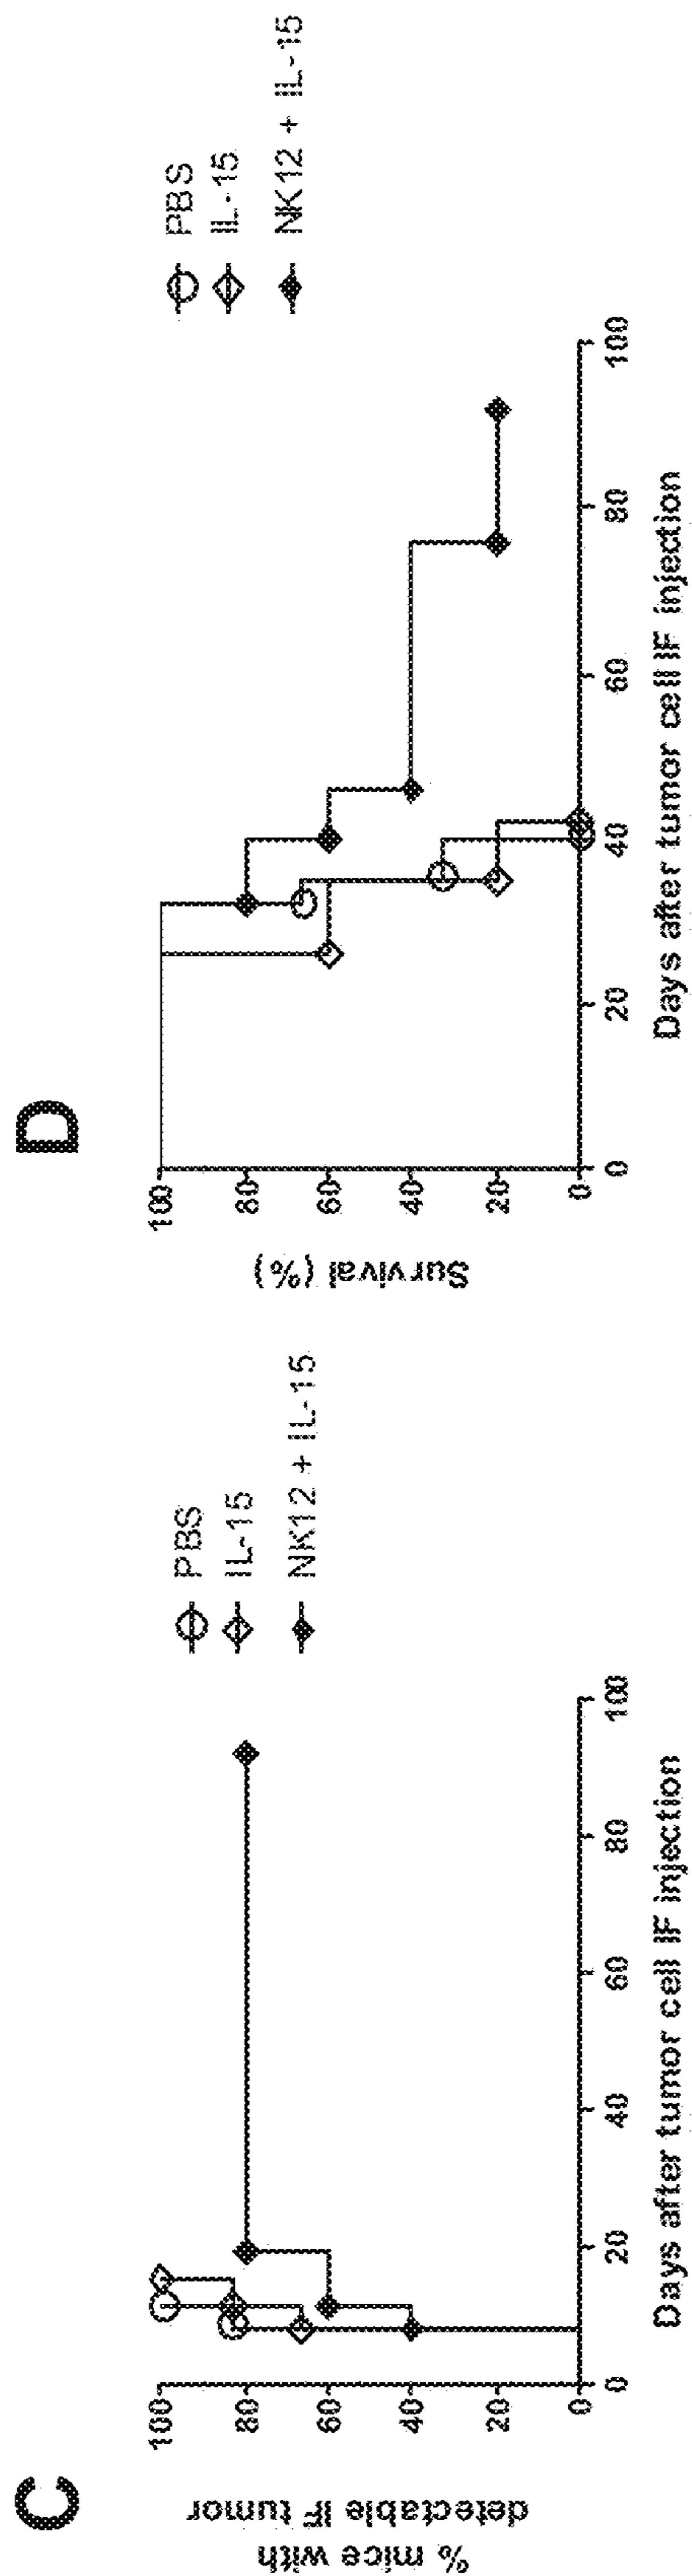 C
% mice with
detectable IF tumor
100
80
60
40
20
0
0 20 40 60 80 100
Days after tumor cell IF injection
PBS
IL-15
NK12 + IL-15
D
Survival (%)
100
80
60
40
20
0
0 20 40 60 80 100
Days after tumor cell IF injection
PBS
IL-15
NK12 + IL-15